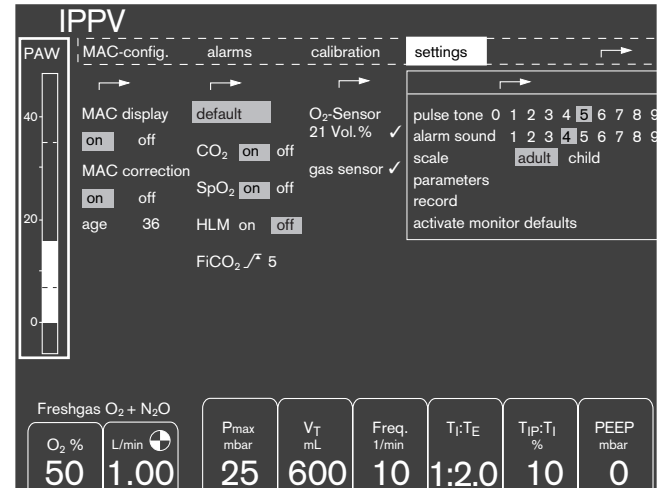 IPPV
PAW
MAC-config. alarms calibration settings
MAC display
on off
MAC correction
on off
age 36
default
CO₂ on off
SpO₂ on off
HLM on off
FiCO₂ 5
O₂-Sensor
21 Vol.% ✓
gas sensor ✓
pulse tone 0 1 2 3 4 5 6 7 8 9
alarm sound 1 2 3 4 5 6 7 8 9
scale adult child
parameters
record
activate monitor defaults
40
20
0
Freshgas O₂ + N₂O
O₂ %
50
L/min
1.00
Pmax
mbar
25
VT
mL
600
Freq.
1/min
10
TI:TE
1:2.0
TIP:TI
%
10
PEEP
mbar
0